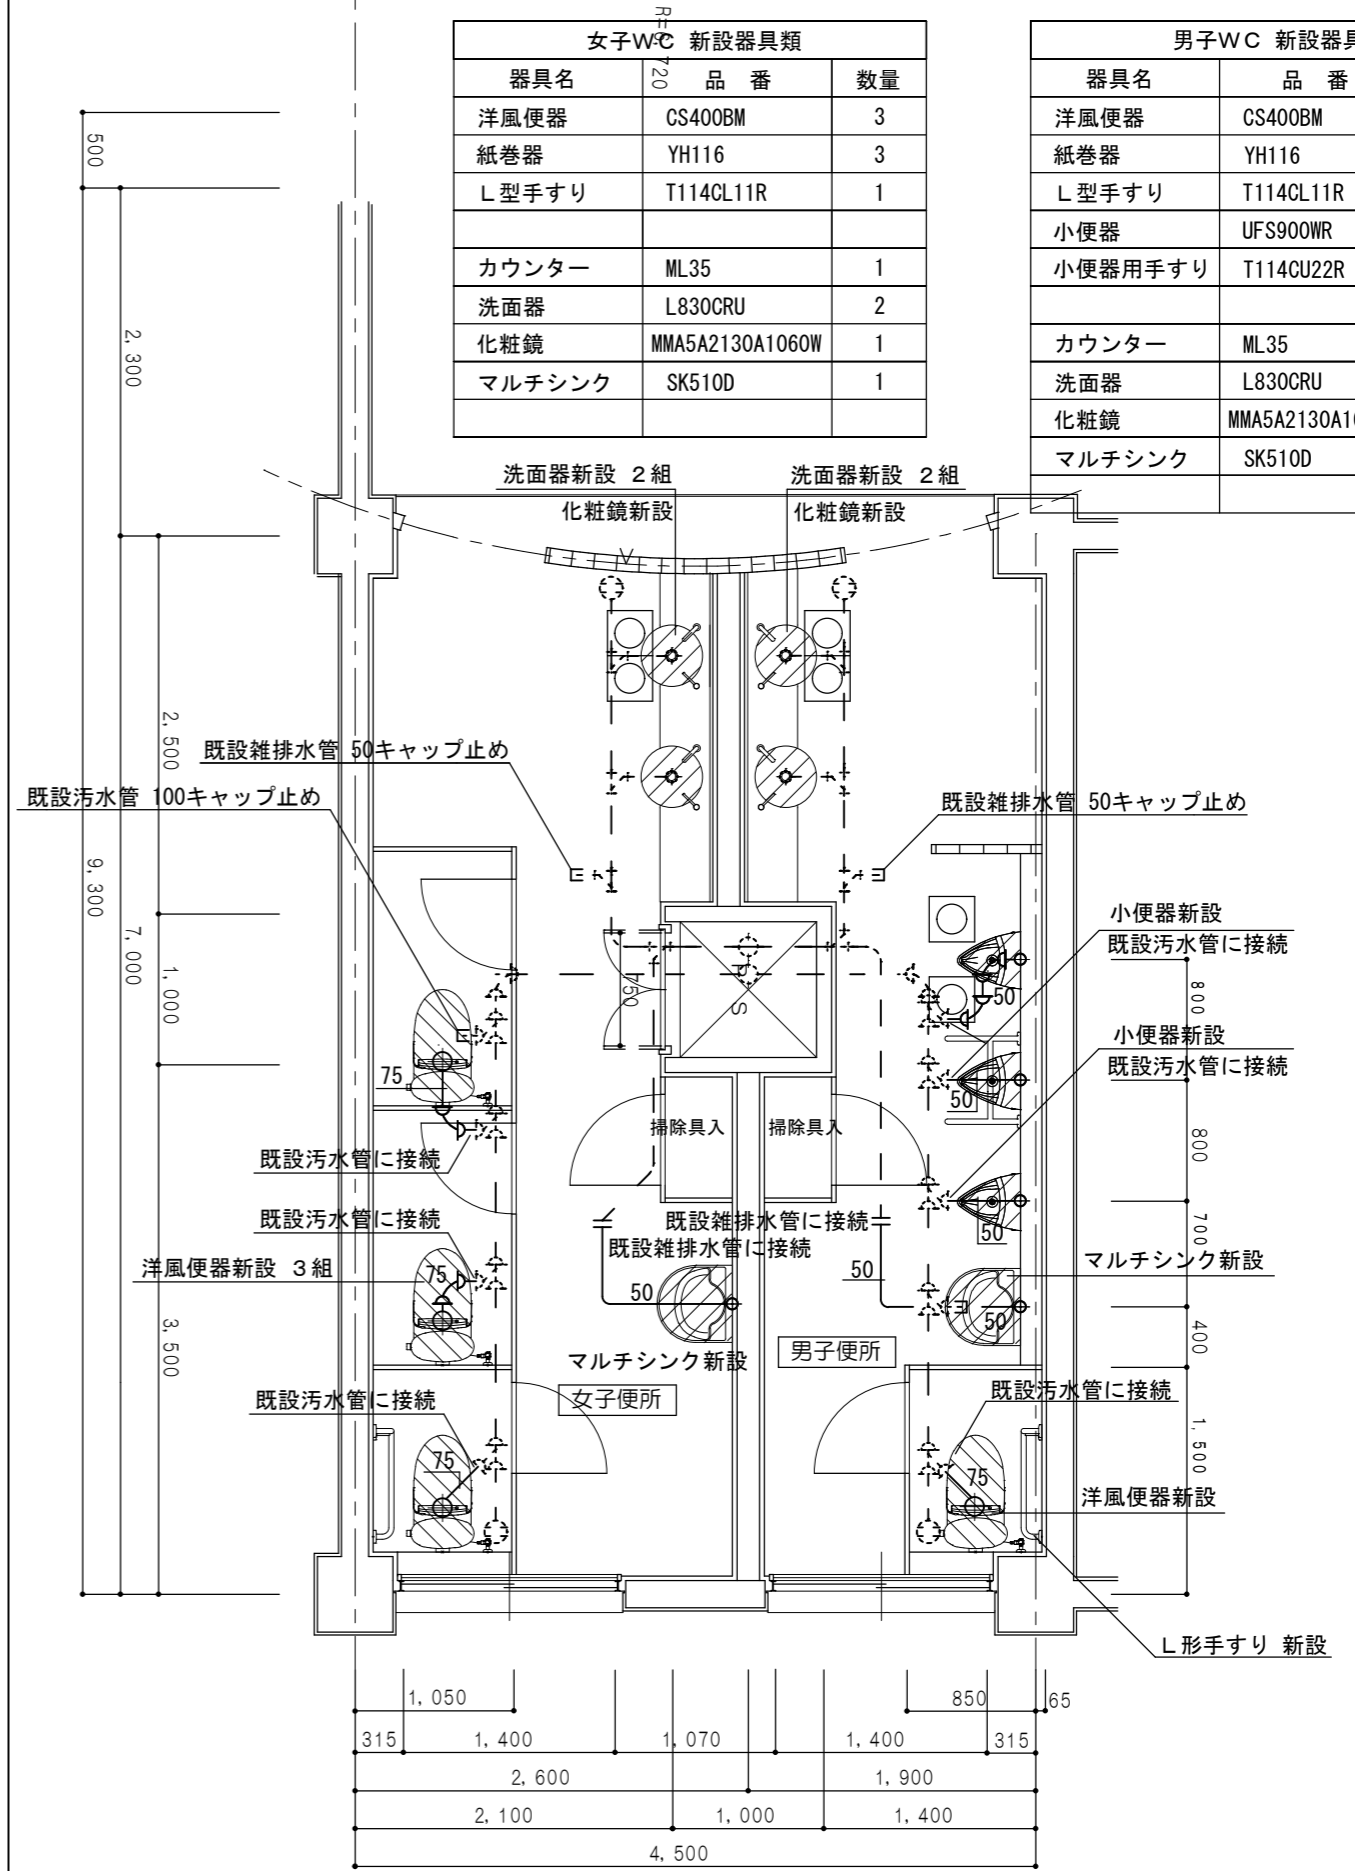 女子WC 新設器具類
器具名 品 番 数量
洋風便器 CS400BM 3
紙巻器 YH116 3
L型手すり T114CL11R 1
カウンター ML35 1
洗面器 L830CRU 2
化粧鏡 MMA5A2130A1060W 1
マルチシンク SK510D 1
男子WC 新設器具
器具名 品 番
洋風便器 CS400BM
紙巻器 YH116
L型手すり T114CL11R
小便器 UFS900WR
小便器用手すり T114CU22R
カウンター ML35
洗面器 L830CRU
化粧鏡 MMA5A2130A10
マルチシンク SK510D
500
2,300
2,500
9,300
7,000
1,000
3,500
洗面器新設 2組
化粧鏡新設
洗面器新設 2組
化粧鏡新設
既設雑排水管 50キャップ止め
既設汚水管 100キャップ止め
既設雑排水管 50キャップ止め
小便器新設
既設汚水管に接続
小便器新設
既設汚水管に接続
750
50
50
50
50
800
800
700
400
1,500
75
掃除具入
掃除具入
既設汚水管に接続
既設汚水管に接続
洋風便器新設 3組
75
既設雑排水管に接続
既設雑排水管に接続
50
50
マルチシンク新設
マルチシンク新設
男子便所
女子便所
既設汚水管に接続
75
既設汚水管に接続
75
洋風便器新設
L形手すり 新設
1,050 850 65
315 1,400 1,070 1,400 315
2,600 1,900
2,100 1,000 1,400
4,500